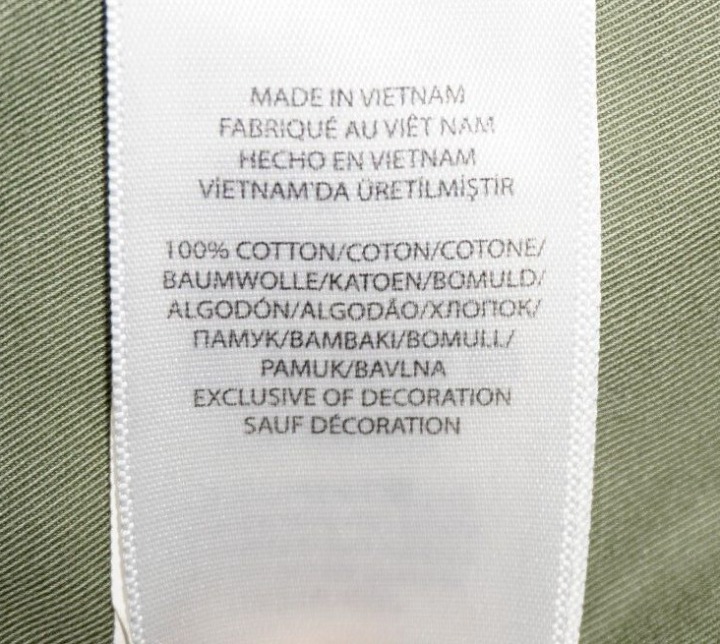 MADE IN VIETNAM
FABRIQUÉ AU VIÊT NAM
HECHO EN VIETNAM
VİETNAM'DA ÜRETİLMİŞTİR
100% COTTON/COTON/COTONE/
BAUMWOLLE/KATOEN/BOMULD/
ALGODÓN/ALGODÃO/ХЛОПОК/
ПАМУК/BAMBAKI/BOMULL/
PAMUK/BAVLNA
EXCLUSIVE OF DECORATION
SAUF DÉCORATION